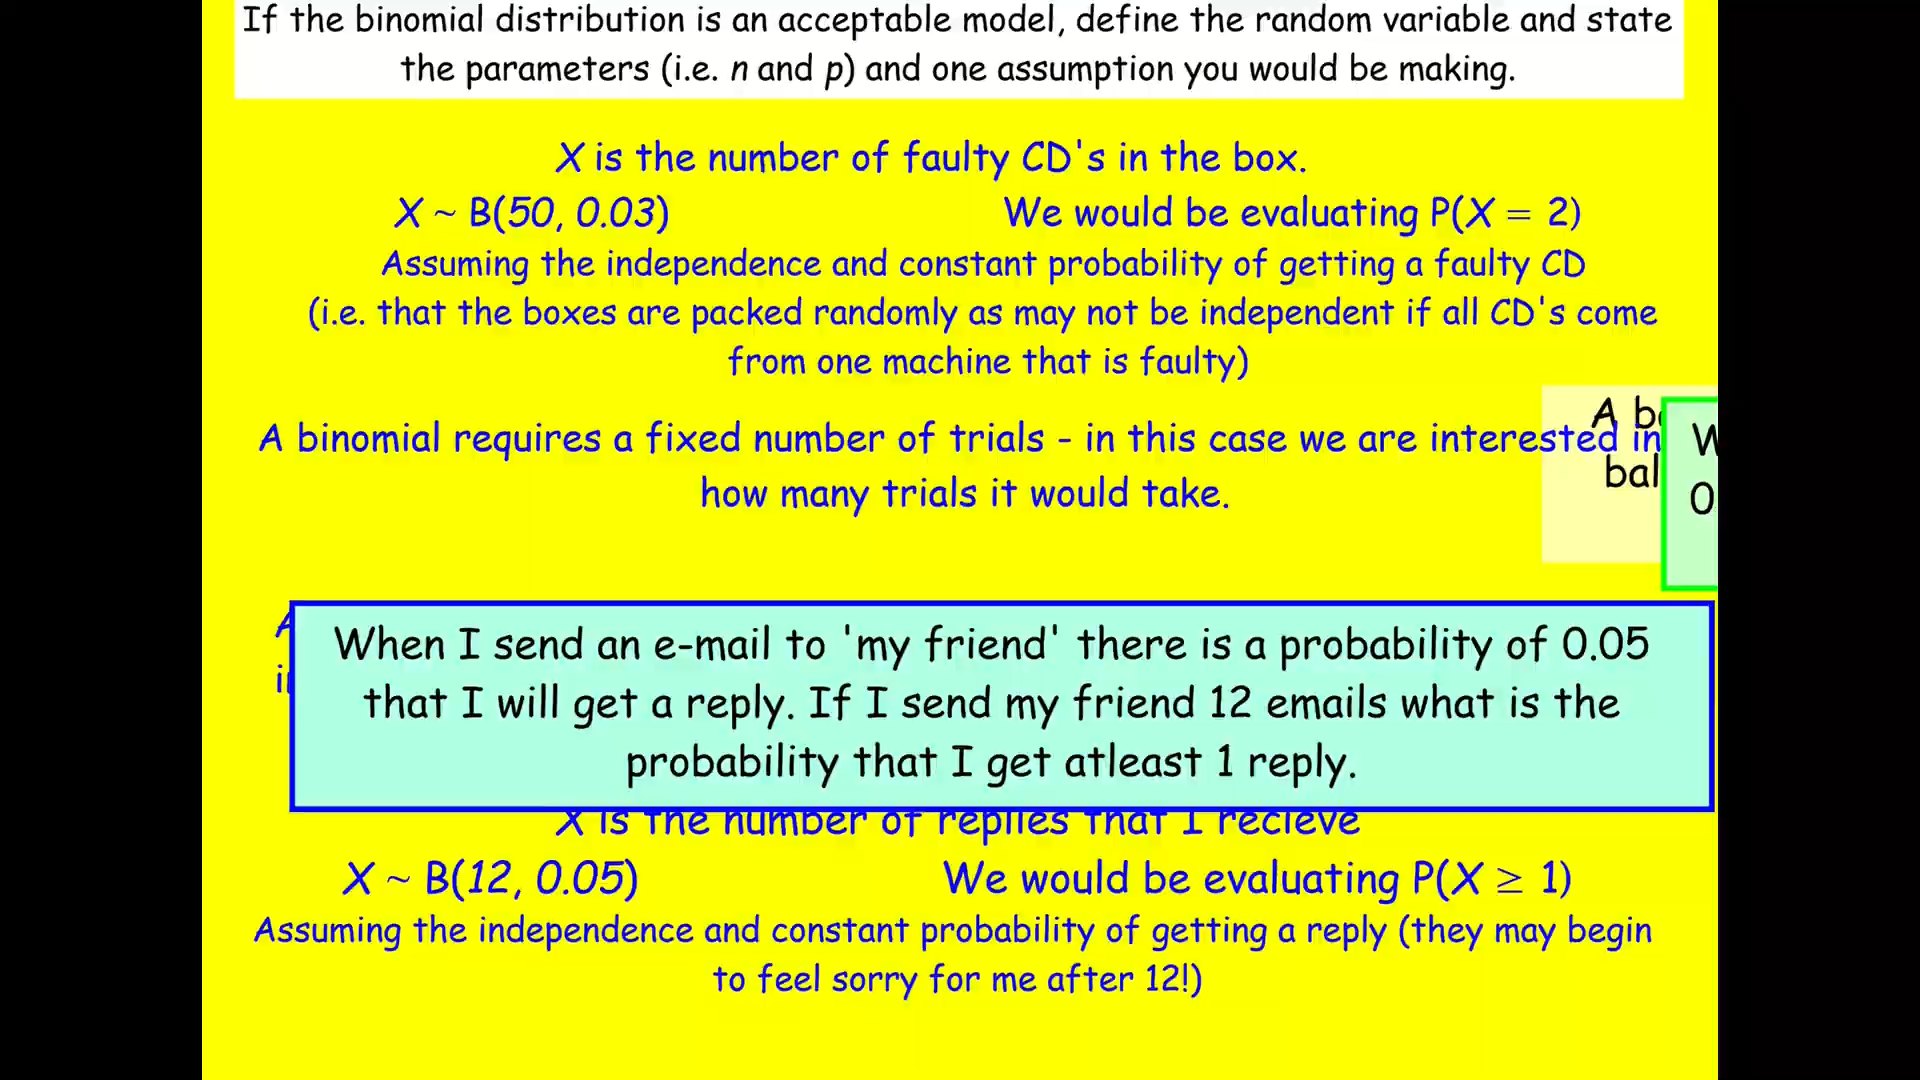 If the binomial distribution is an acceptable model, define the random variable and state
the parameters (i.e. n and p) and one assumption you would be making.
X is the number of faulty CD's in the box.
X ~ B(50, 0.03) We would be evaluating P(X = 2)
Assuming the independence and constant probability of getting a faulty CD
(i.e. that the boxes are packed randomly as may not be independent if all CD's come
from one machine that is faulty)
A binomial requires a fixed number of trials - in this case we are interested in
how many trials it would take.
A
When I send an e-mail to 'my friend' there is a probability of 0.05
that I will get a reply. If I send my friend 12 emails what is the
probability that I get atleast 1 reply.
X is the number of replies that I recieve
X ~ B(12, 0.05) We would be evaluating P(X ≥ 1)
Assuming the independence and constant probability of getting a reply (they may begin
to feel sorry for me after 12!)